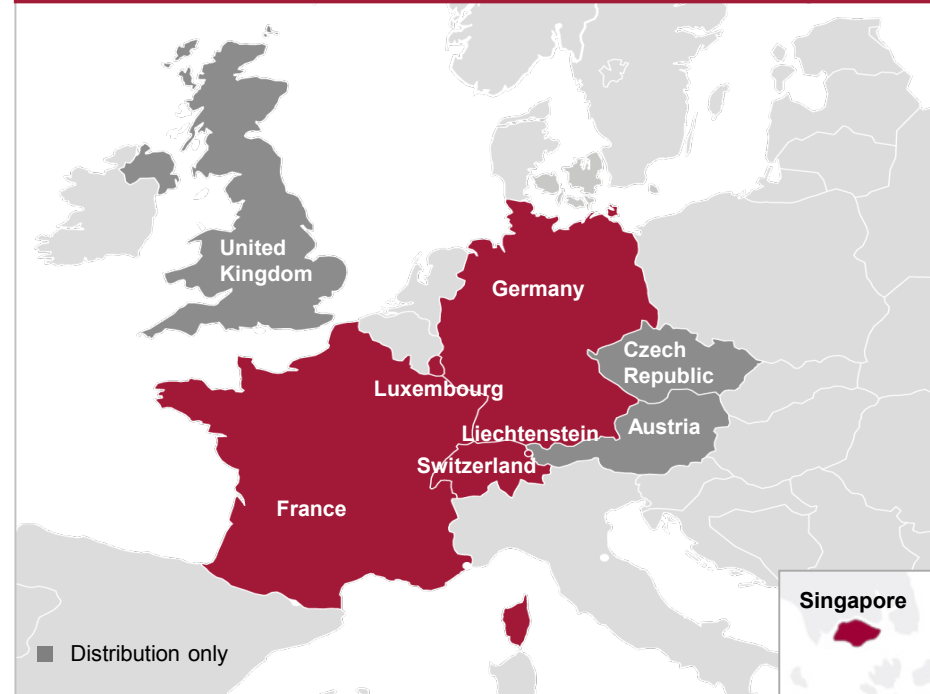 United
Kingdom
Germany
Czech
Republic
Luxembourg
Austria
Liechtenstein
Switzerland
France
Singapore
Distribution only